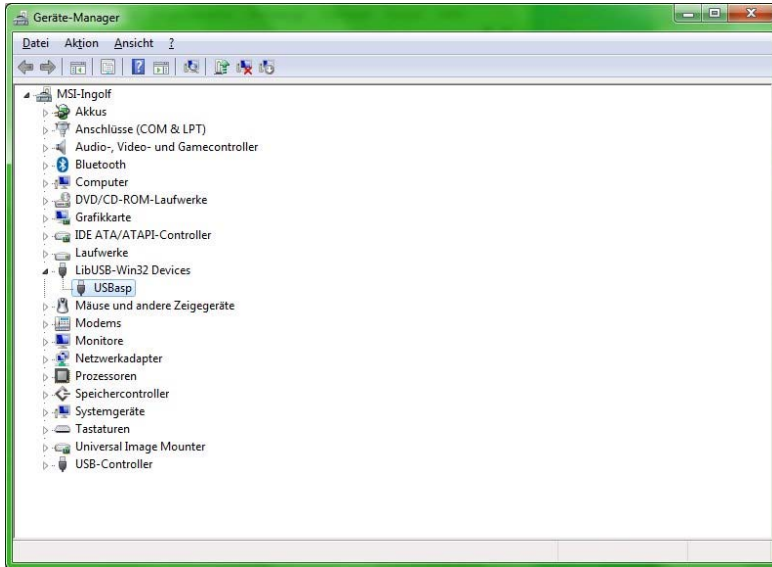 Geräte-Manager
Datei Aktion Ansicht ?
MSI-Ingolf
Akkus
Anschlüsse (COM & LPT)
Audio-, Video- und Gamecontroller
Bluetooth
Computer
DVD/CD-ROM-Laufwerke
Grafikkarte
IDE ATA/ATAPI-Controller
Laufwerke
LibUSB-Win32 Devices
USBasp
Mäuse und andere Zeigegeräte
Modems
Monitore
Netzwerkadapter
Prozessoren
Speichercontroller
Systemgeräte
Tastaturen
Universal Image Mounter
USB-Controller